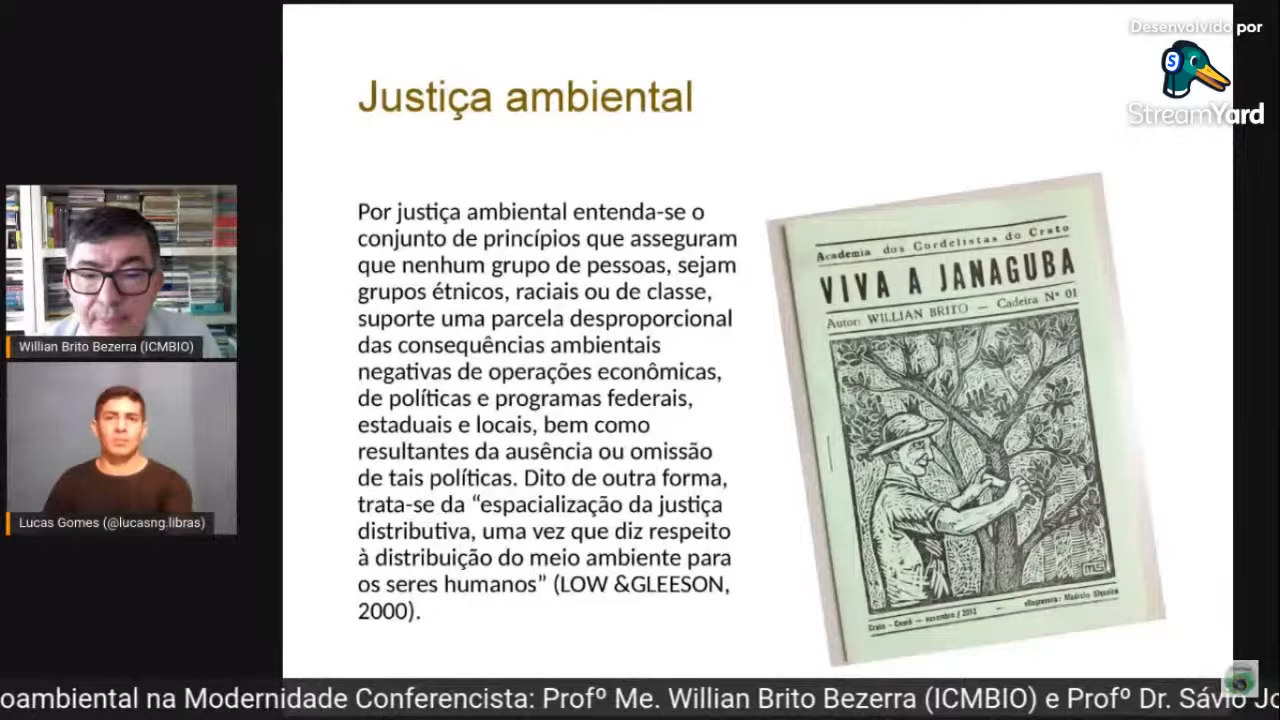 Desenvolvido por
StreamYard
Justiça ambiental
Por justiça ambiental entenda-se o
conjunto de princípios que asseguram
que nenhum grupo de pessoas, sejam
grupos étnicos, raciais ou de classe,
suporte uma parcela desproporcional
das consequências ambientais
negativas de operações econômicas,
de políticas e programas federais,
estaduais e locais, bem como
resultantes da ausência ou omissão
de tais políticas. Dito de outra forma,
trata-se da “espacialização da justiça
distributiva, uma vez que diz respeito
à distribuição do meio ambiente para
os seres humanos” (LOW &GLEESON,
2000).
Academia dos Cordelistas do Crato
VIVA A JANAGUBA
Autor: WILLIAN BRITO — Cadeira Nº 01
Crato - Ceará — novembro / 2012 —
Willian Brito Bezerra (ICMBIO)
Lucas Gomes (@lucasng.libras)
oambiental na Modernidade Conferencista: Profº Me. Willian Brito Bezerra (ICMBIO) e Profº Dr. Sávio Jo